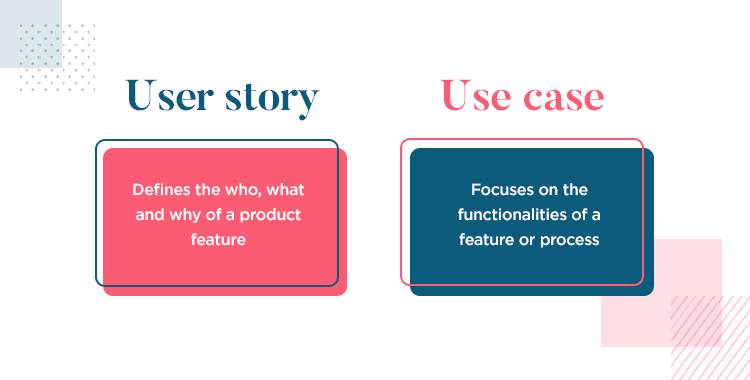 User story
Defines the who, what
and why of a product
feature
Use case
Focuses on the
functionalities of a
feature or process